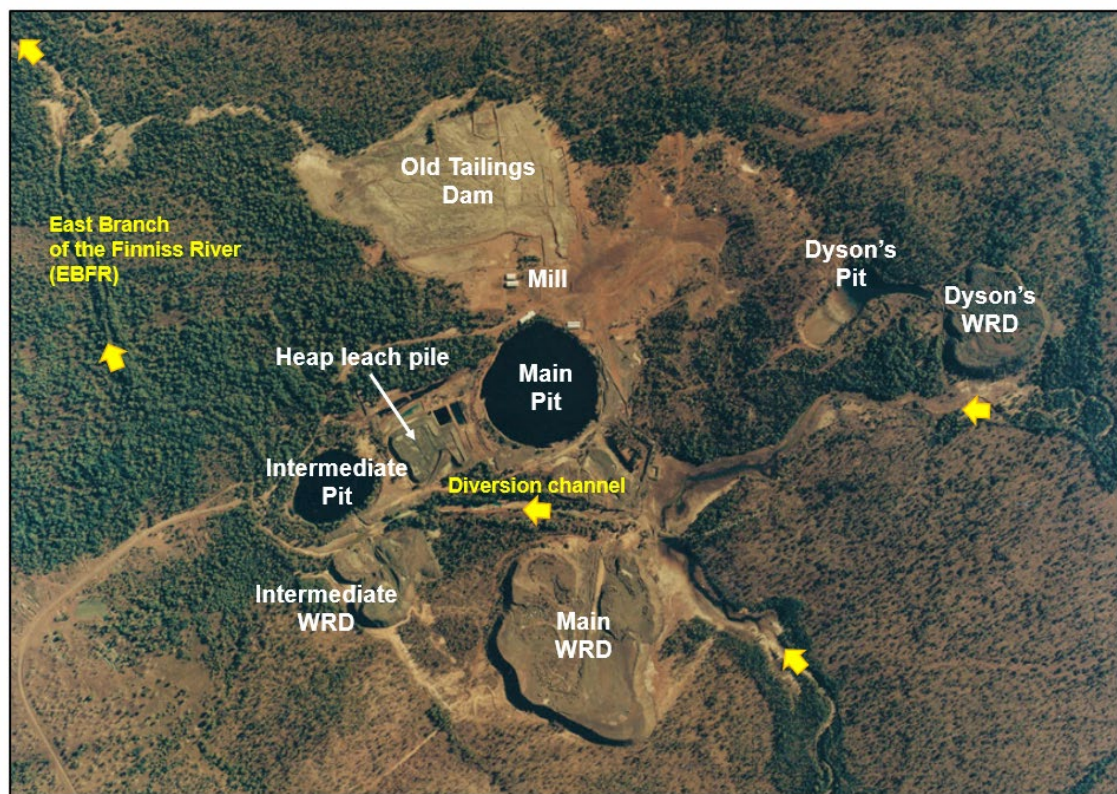 Old Tailings
Dam
East Branch
of the Finniss River
(EBFR)
Mill
Dyson's
Pit
Dyson's
WRD
Heap leach pile
Main
Pit
Intermediate
Pit
Diversion channel
Intermediate
WRD
Main
WRD